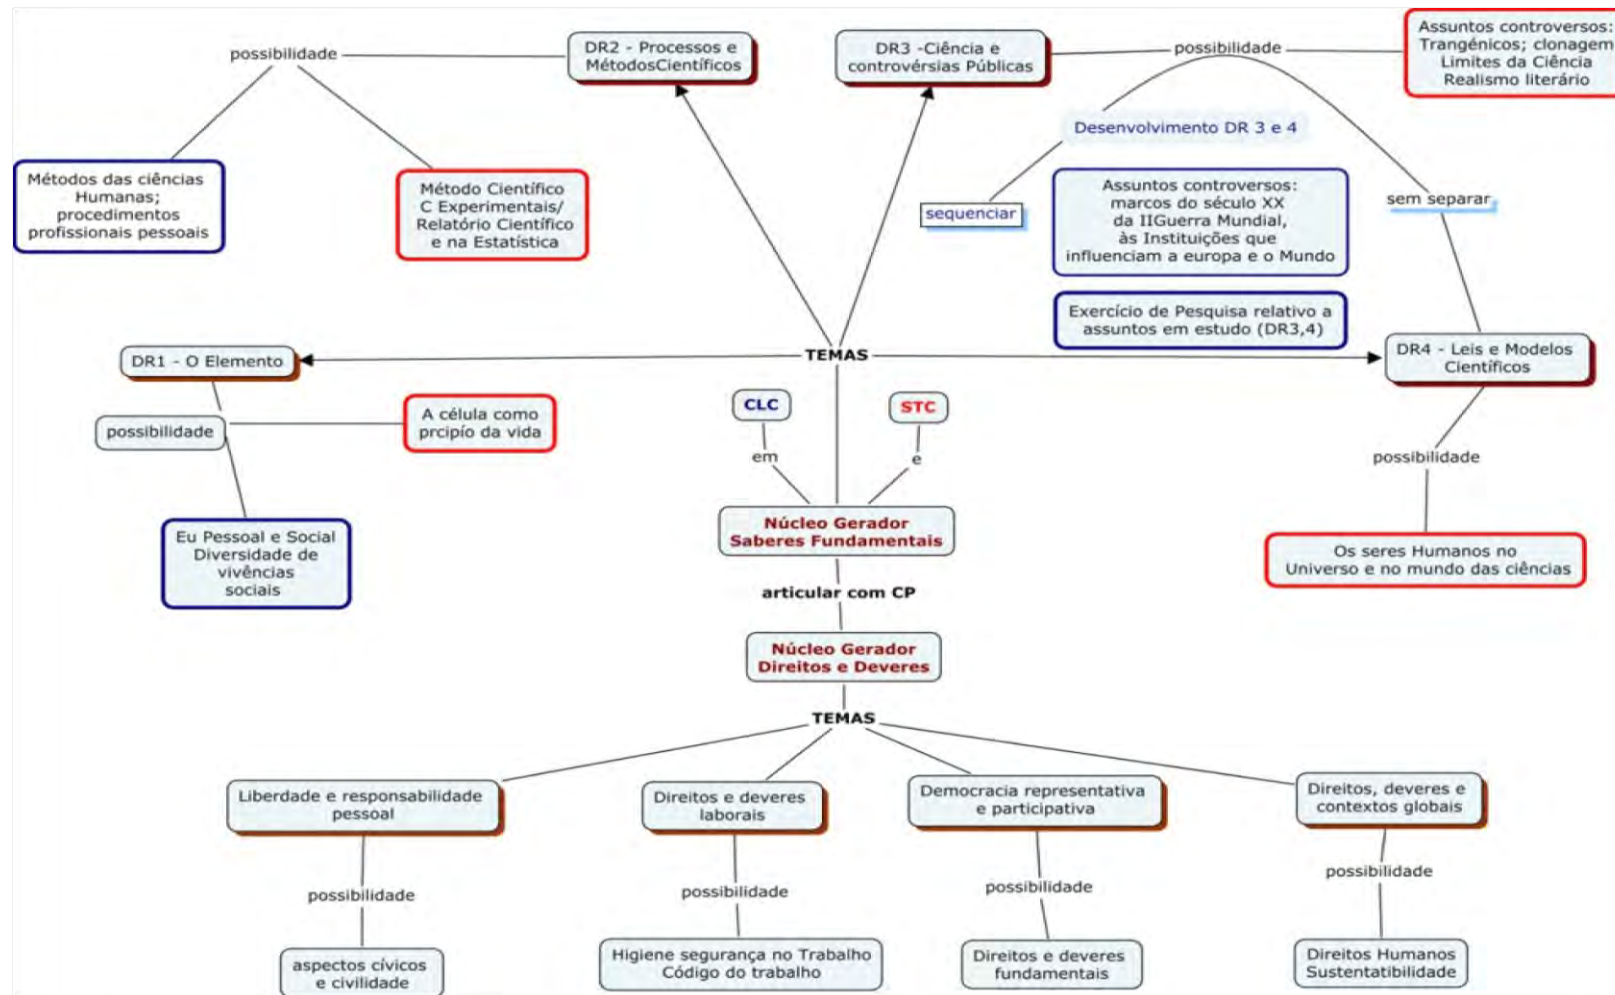 possibilidade
DR2 - Processos e
MétodosCientíficos
DR3 -Ciência e
controvérsias Públicas
possibilidade
Assuntos controversos:
Trangénicos; clonagem
Limites da Ciência
Realismo literário
Desenvolvimento DR 3 e 4
Métodos das ciências
Humanas;
procedimentos
profissionais pessoais
Método Científico
C Experimentais/
Relatório Científico
e na Estatística
sequenciar
Assuntos controversos:
marcos do século XX
da IIGuerra Mundial,
às Instituições que
influenciam a europa e o Mundo
sem separar
Exercício de Pesquisa relativo a
assuntos em estudo (DR3,4)
DR1 - O Elemento
TEMAS
DR4 - Leis e Modelos
Científicos
possibilidade
A célula como
prcipío da vida
CLC
STC
em
e
possibilidade
Eu Pessoal e Social
Diversidade de
vivências
sociais
Núcleo Gerador
Saberes Fundamentais
Os seres Humanos no
Universo e no mundo das ciências
articular com CP
Núcleo Gerador
Direitos e Deveres
TEMAS
Liberdade e responsabilidade
pessoal
Direitos e deveres
laborais
Democracia representativa
e participativa
Direitos, deveres e
contextos globais
possibilidade
possibilidade
possibilidade
possibilidade
aspectos cívicos
e civilidade
Higiene segurança no Trabalho
Código do trabalho
Direitos e deveres
fundamentais
Direitos Humanos
Sustentatibilidade